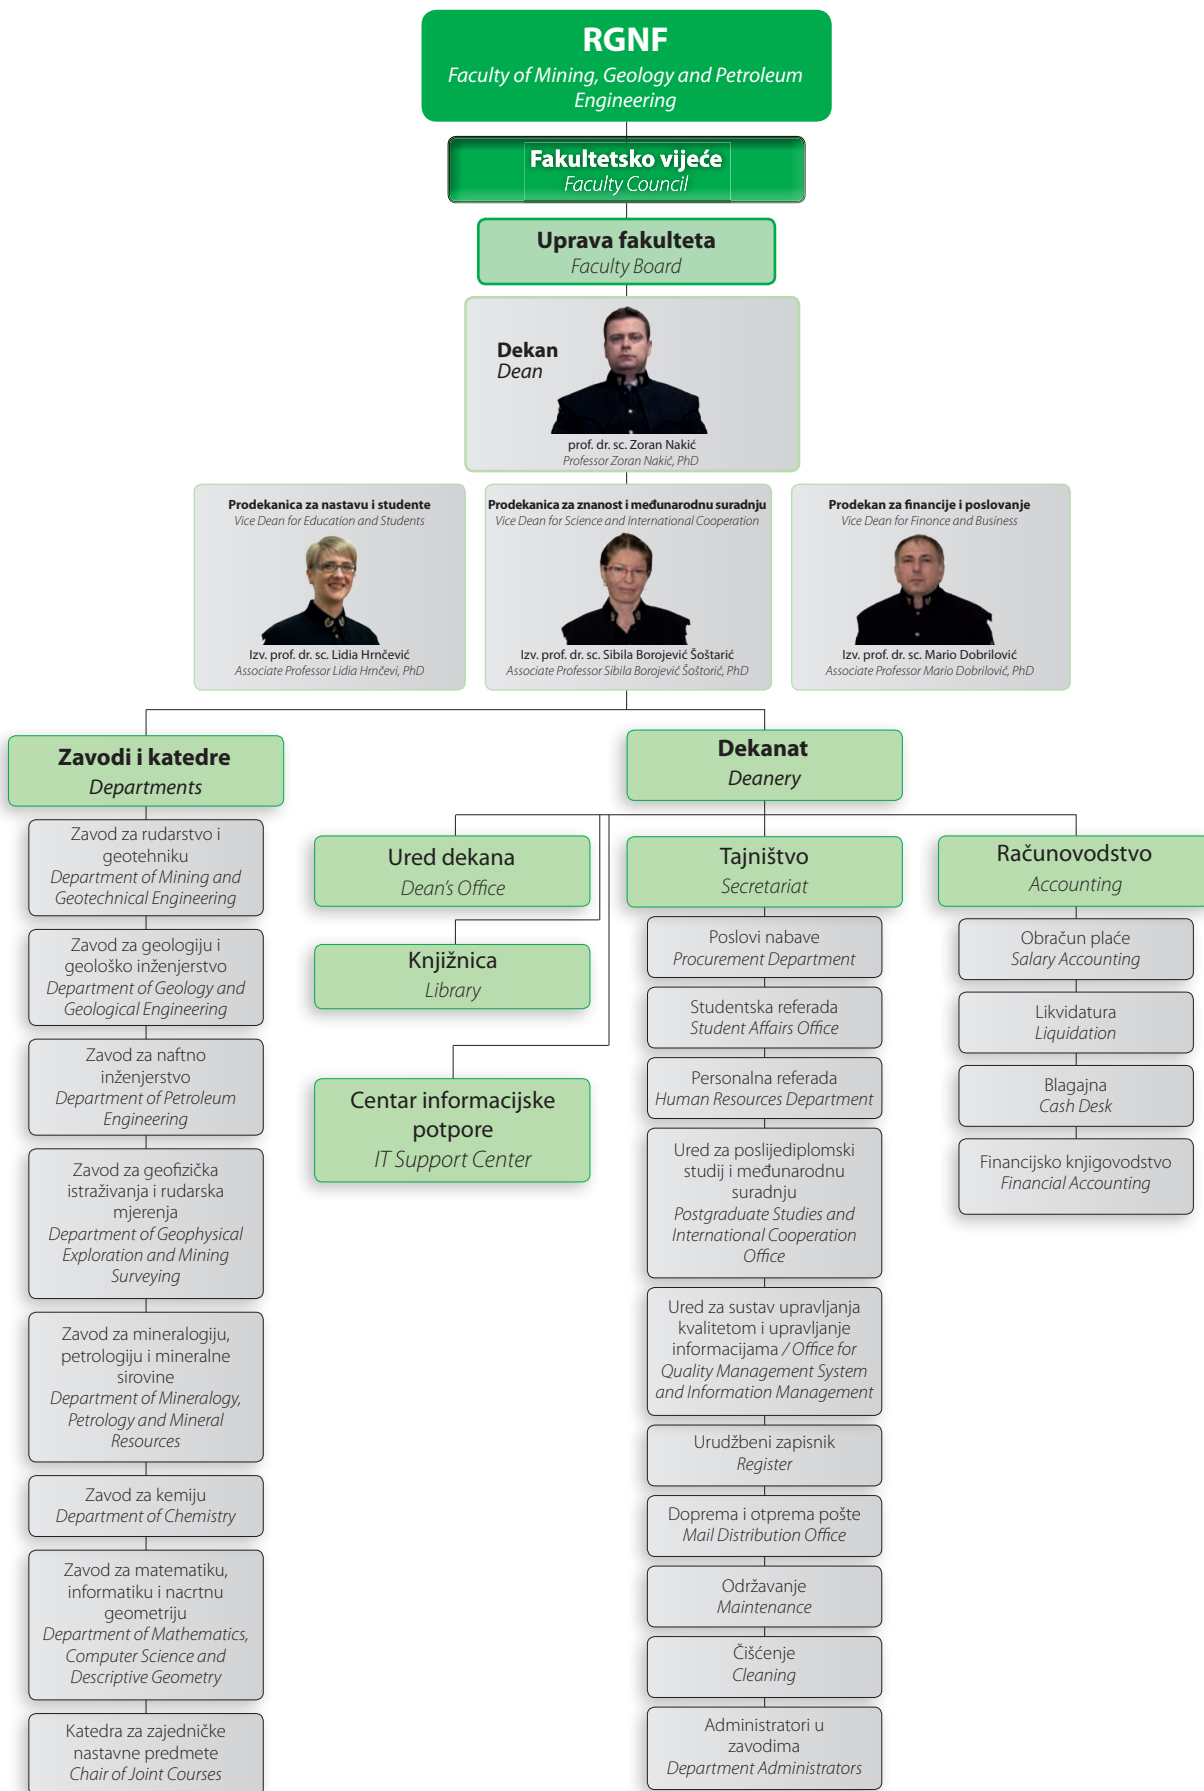 RGNF
Faculty of Mining, Geology and Petroleum
Engineering
Fakultetsko vijeće
Faculty Council
Uprava fakulteta
Faculty Board
Dekan
Dean
prof. dr. sc. Zoran Nakić
Professor Zoran Nakić, PhD
Prodekanica za nastavu i studente
Vice Dean for Education and Students
Izv. prof. dr. sc. Lidia Hrnčević
Associate Professor Lidia Hrnčevi, PhD
Prodekanica za znanost i međunarodnu suradnju
Vice Dean for Science and International Cooperation
Izv. prof. dr. sc. Sibila Borojević Šoštarić
Associate Professor Sibila Borojević Šoštorić, PhD
Prodekan za financije i poslovanje
Vice Dean for Finonce and Business
Izv. prof. dr. sc. Mario Dobrilović
Associate Professor Mario Dobrilović, PhD
Zavodi i katedre
Departments
Zavod za rudarstvo i
geotehniku
Department of Mining and
Geotechnical Engineering
Zavod za geologiju i
geološko inženjerstvo
Department of Geology and
Geological Engineering
Zavod za naftno
inženjerstvo
Department of Petroleum
Engineering
Zavod za geofizička
istraživanja i rudarska
mjerenja
Department of Geophysical
Exploration and Mining
Surveying
Zavod za mineralogiju,
petrologiju i mineralne
sirovine
Department of Mineralogy,
Petrology and Mineral
Resources
Zavod za kemiju
Department of Chemistry
Zavod za matematiku,
informatiku i nacrtnu
geometriju
Department of Mathematics,
Computer Science and
Descriptive Geometry
Katedra za zajedničke
nastavne predmete
Chair of Joint Courses
Dekanat
Deanery
Ured dekana
Dean's Office
Knjižnica
Library
Centar informacijske
potpore
IT Support Center
Tajništvo
Secretariat
Poslovi nabave
Procurement Department
Studentska referada
Student Affairs Office
Personalna referada
Human Resources Department
Ured za poslijediplomski
studij i međunarodnu
suradnju
Postgraduate Studies and
International Cooperation
Office
Ured za sustav upravljanja
kvalitetom i upravljanje
informacijama / Office for
Quality Management System
and Information Management
Urudžbeni zapisnik
Register
Doprema i otprema pošte
Mail Distribution Office
Održavanje
Maintenance
Čišćenje
Cleaning
Administratori u
zavodima
Department Administrators
Računovodstvo
Accounting
Obračun plaće
Salary Accounting
Likvidatura
Liquidation
Blagajna
Cash Desk
Financijsko knjigovodstvo
Financial Accounting